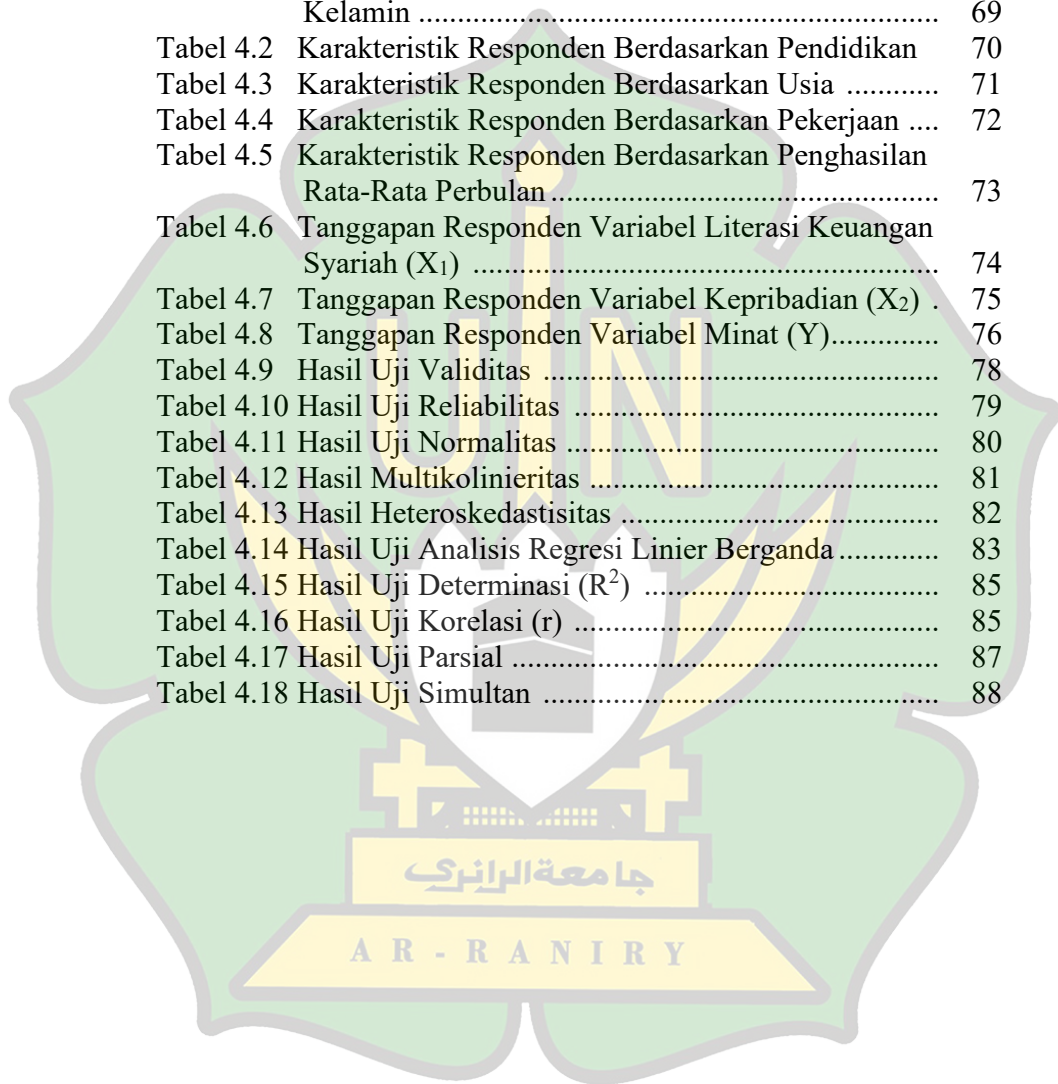 Kelamin ............................................................... 69
Tabel 4.2 Karakteristik Responden Berdasarkan Pendidikan 70
Tabel 4.3 Karakteristik Responden Berdasarkan Usia ............ 71
Tabel 4.4 Karakteristik Responden Berdasarkan Pekerjaan .... 72
Tabel 4.5 Karakteristik Responden Berdasarkan Penghasilan
Rata-Rata Perbulan ............................................... 73
Tabel 4.6 Tanggapan Responden Variabel Literasi Keuangan
Syariah (X₁) ......................................................... 74
Tabel 4.7 Tanggapan Responden Variabel Kepribadian (X₂) . 75
Tabel 4.8 Tanggapan Responden Variabel Minat (Y).............. 76
Tabel 4.9 Hasil Uji Validitas ................................................ 78
Tabel 4.10 Hasil Uji Reliabilitas ............................................ 79
Tabel 4.11 Hasil Uji Normalitas ............................................. 80
Tabel 4.12 Hasil Multikolinieritas .......................................... 81
Tabel 4.13 Hasil Heteroskedastisitas ...................................... 82
Tabel 4.14 Hasil Uji Analisis Regresi Linier Berganda ............ 83
Tabel 4.15 Hasil Uji Determinasi (R²) .................................... 85
Tabel 4.16 Hasil Uji Korelasi (r) ............................................ 85
Tabel 4.17 Hasil Uji Parsial .................................................... 87
Tabel 4.18 Hasil Uji Simultan ................................................ 88
UIN
جامعة الرانري
AR-RANIRY